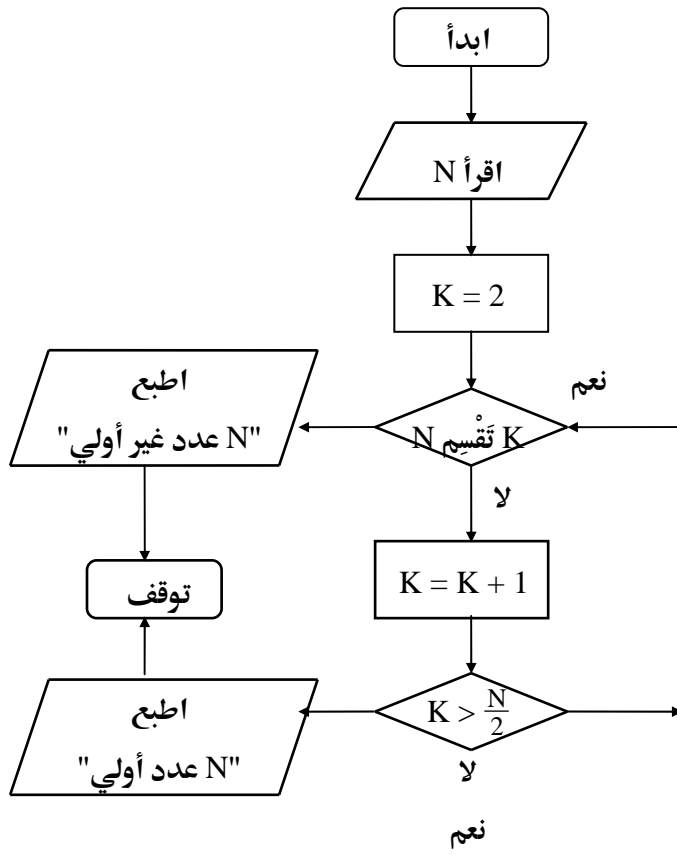 ابدأ
اقرأ N
K = 2
نعم
K تَقْسِم N
اطبع
"N عدد غير أولي"
لا
K = K + 1
توقف
K > N/2
اطبع
"N عدد أولي"
لا
نعم